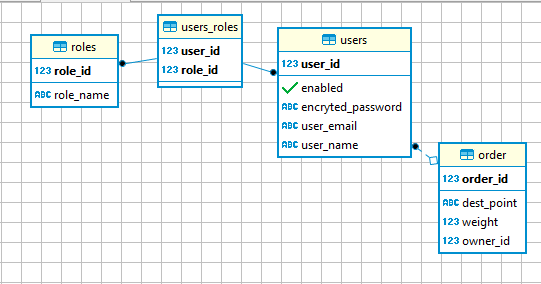 roles
123 role_id
ABC role_name
users_roles
123 user_id
123 role_id
users
123 user_id
enabled
ABC encryted_password
ABC user_email
ABC user_name
order
123 order_id
ABC dest_point
123 weight
123 owner_id